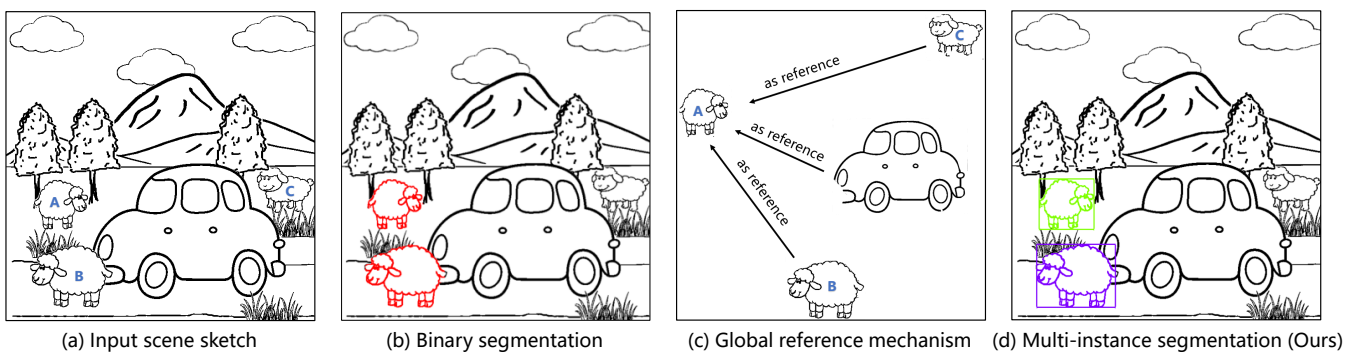 A
B
C
C
as reference
A
as reference
as reference
B
(a) Input scene sketch
(b) Binary segmentation
(c) Global reference mechanism
(d) Multi-instance segmentation (Ours)